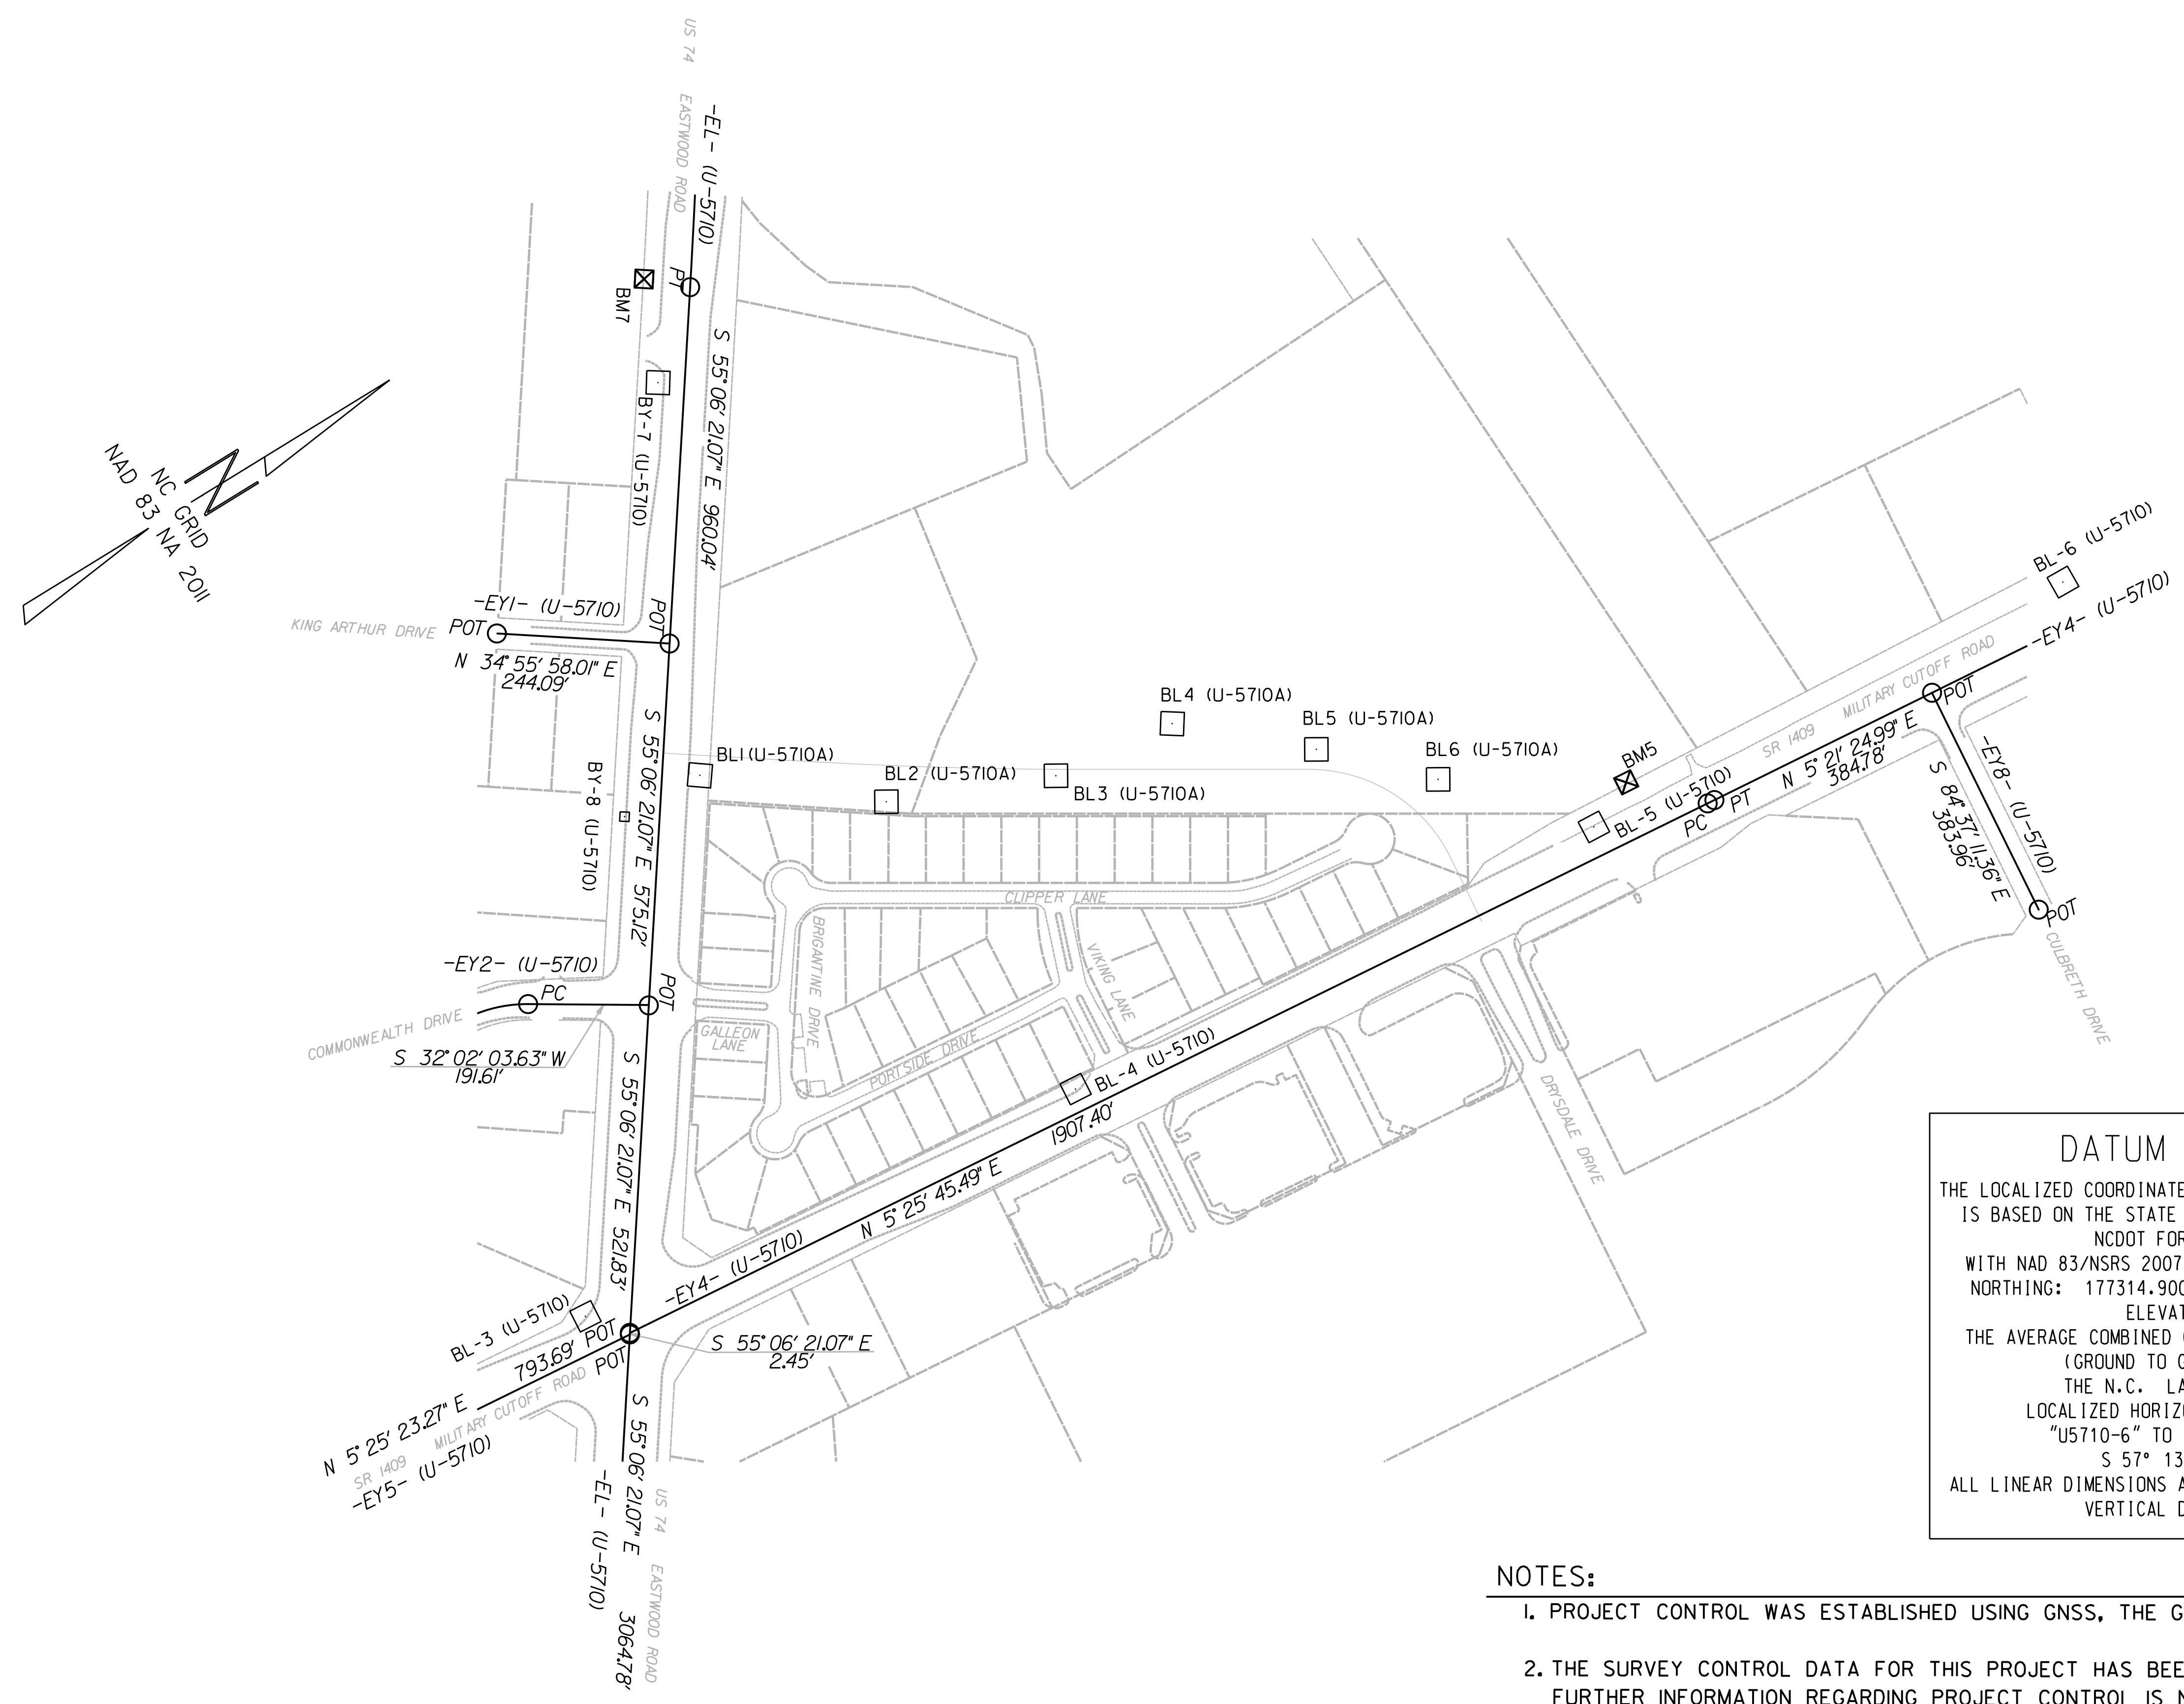 US 74
EASTWOOD ROAD
-EL- (U-5710)
PT
BM7
S 55°06' 21.07" E 960.04'
BY-7 (U-5710)
NC GRID
NAD 83 NA 2011
-EY1- (U-5710)
POT
KING ARTHUR DRIVE
POT
N 34°55' 58.01" E
244.09'
S 55°06' 21.07" E 575.12'
BY-8 (U-5710)
BL1(U-5710A)
BL2 (U-5710A)
BL3 (U-5710A)
BL4 (U-5710A)
BL5 (U-5710A)
BL6 (U-5710A)
BM5
BL-5 (U-5710)
PC
PT
N 5°21' 24.99" E
384.78'
SR 1409
MILITARY CUTOFF ROAD
BL-6 (U-5710)
-EY4- (U-5710)
POT
-EY8- (U-5710)
S 84°37' 11.36" E
383.96'
POT
CULBRETH DRIVE
CLIPPER LANE
BRIGANTINE DRIVE
VIKING LANE
GALLEON
LANE
PORTSIDE DRIVE
DRYSDALE DRIVE
-EY2- (U-5710)
PC
POT
COMMONWEALTH DRIVE
S 32°02' 03.63" W
191.61'
S 55°06' 21.07" E 521.83'
BL-4 (U-5710)
1907.40'
N 5°25' 45.49" E
-EY4- (U-5710)
BL-3 (U-5710)
793.69'
POT
POT
S 55°06' 21.07" E
2.45'
N 5°25' 23.27" E
SR 1409
MILITARY CUTOFF ROAD
-EY5- (U-5710)
S 55°06' 21.07" E 3064.78'
-EL- (U-5710)
US 74
EASTWOOD ROAD
DATUM
THE LOCALIZED COORDINATE
IS BASED ON THE STATE
NCDOT FOR
WITH NAD 83/NSRS 2007
NORTHING: 177314.900
ELEVAT
THE AVERAGE COMBINED
(GROUND TO
THE N.C. LA
LOCALIZED HORIZ
"U5710-6" TO
S 57° 13
ALL LINEAR DIMENSIONS A
VERTICAL D
NOTES:
1. PROJECT CONTROL WAS ESTABLISHED USING GNSS, THE G
2. THE SURVEY CONTROL DATA FOR THIS PROJECT HAS BEE
FURTHER INFORMATION REGARDING PROJECT CONTROL IS N